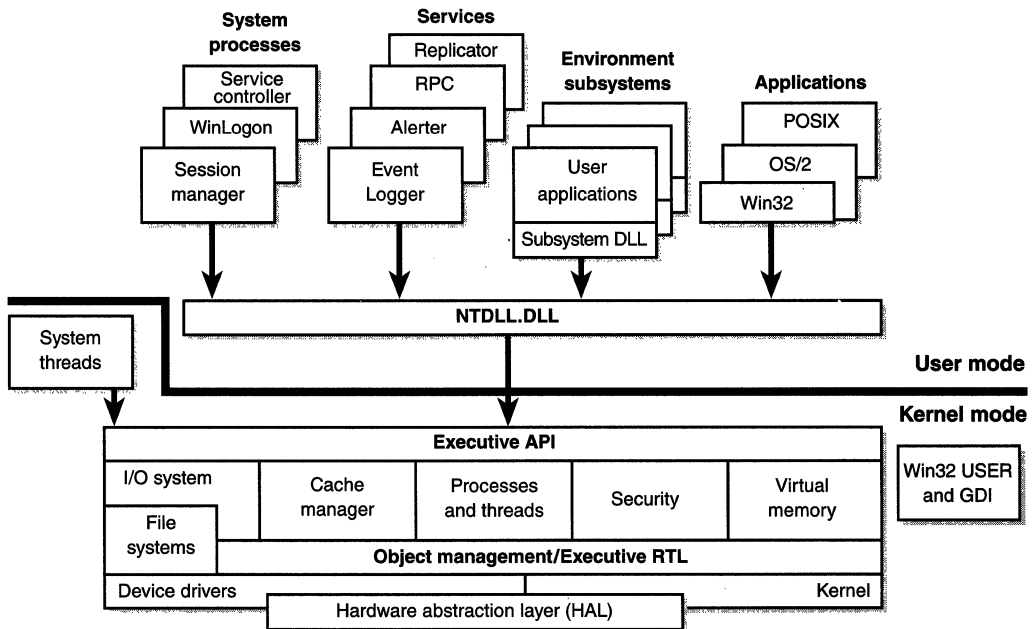 System
processes
Services
Environment
subsystems
Applications
Service
controller
WinLogon
Session
manager
Replicator
RPC
Alerter
Event
Logger
User
applications
Subsystem DLL
POSIX
OS/2
Win32
NTDLL.DLL
System
threads
User mode
Kernel mode
Executive API
I/O system
Cache
manager
Processes
and threads
Security
Virtual
memory
Win32 USER
and GDI
File
systems
Object management/Executive RTL
Device drivers
Kernel
Hardware abstraction layer (HAL)